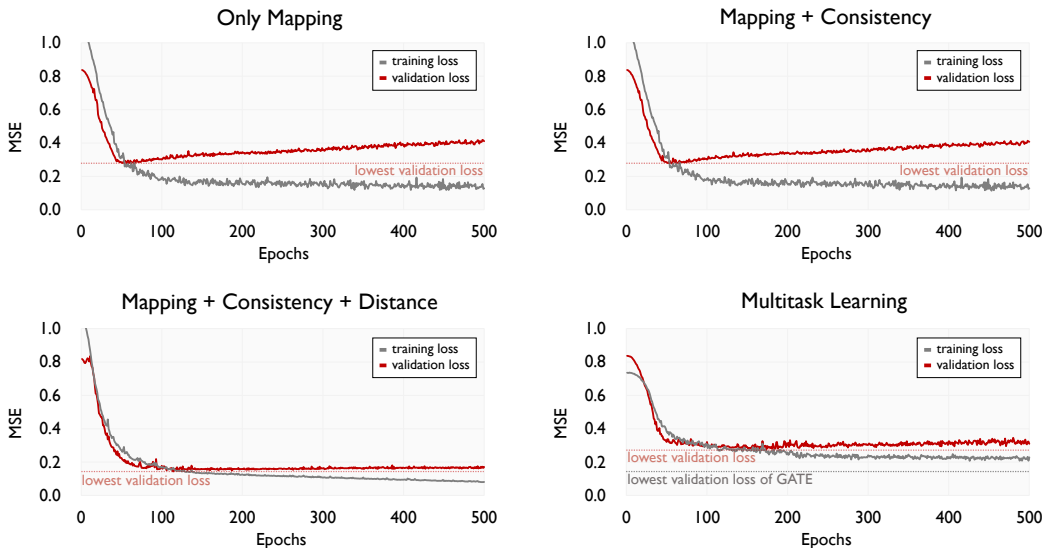 Only Mapping
1.0
0.8
0.6
0.4
0.2
0.0
MSE
training loss
validation loss
lowest validation loss
0 100 200 300 400 500
Epochs
Mapping + Consistency
1.0
0.8
0.6
0.4
0.2
0.0
MSE
training loss
validation loss
lowest validation loss
0 100 200 300 400 500
Epochs
Mapping + Consistency + Distance
1.0
0.8
0.6
0.4
0.2
0.0
MSE
training loss
validation loss
lowest validation loss
0 100 200 300 400 500
Epochs
Multitask Learning
1.0
0.8
0.6
0.4
0.2
0.0
MSE
training loss
validation loss
lowest validation loss
lowest validation loss of GATE
0 100 200 300 400 500
Epochs